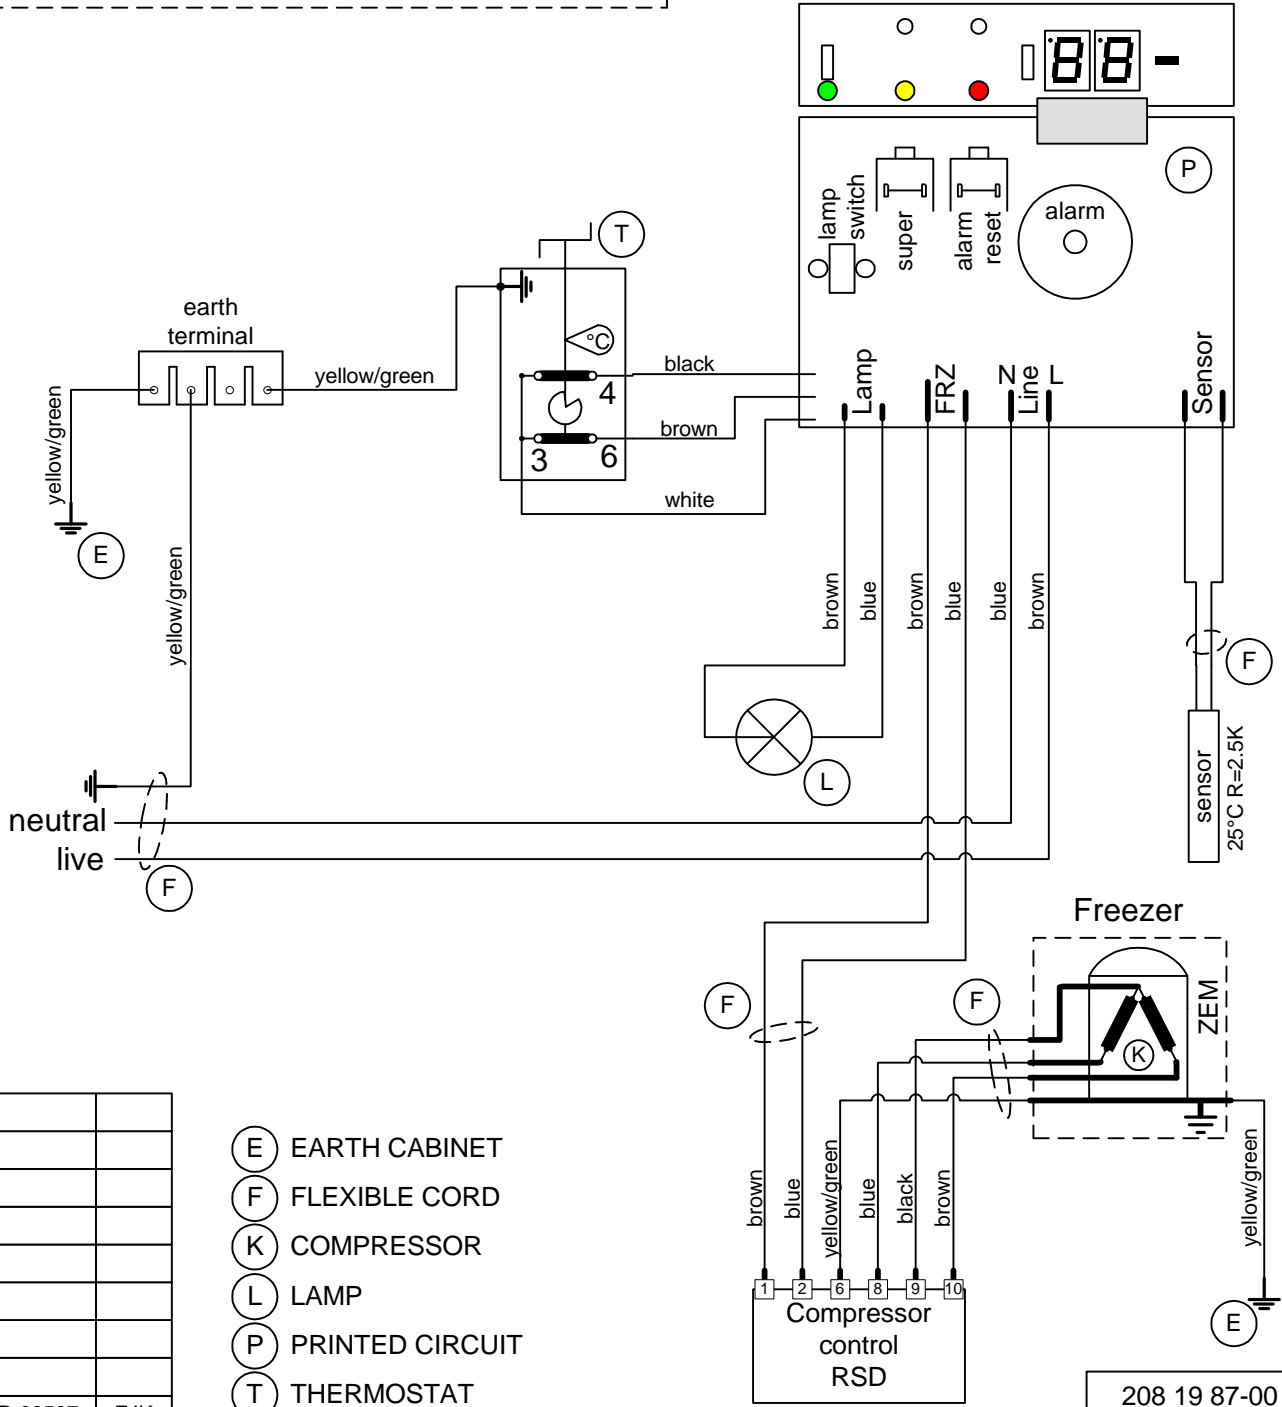 88 -
P
lamp
switch
super
alarm
reset
alarm
T
earth
terminal
°C
4
3
6
yellow/green
black
brown
white
Lamp
FRZ
N
Line
L
Sensor
yellow/green
E
yellow/green
brown
blue
brown
blue
blue
brown
F
L
sensor
25°C R=2.5K
neutral
live
F
Freezer
F
F
ZEM
K
brown
blue
yellow/green
blue
black
brown
yellow/green
1
2
6
8
9
10
Compressor
control
RSD
E
E EARTH CABINET
F FLEXIBLE CORD
K COMPRESSOR
L LAMP
P PRINTED CIRCUIT
T THERMOSTAT
208 19 87-00